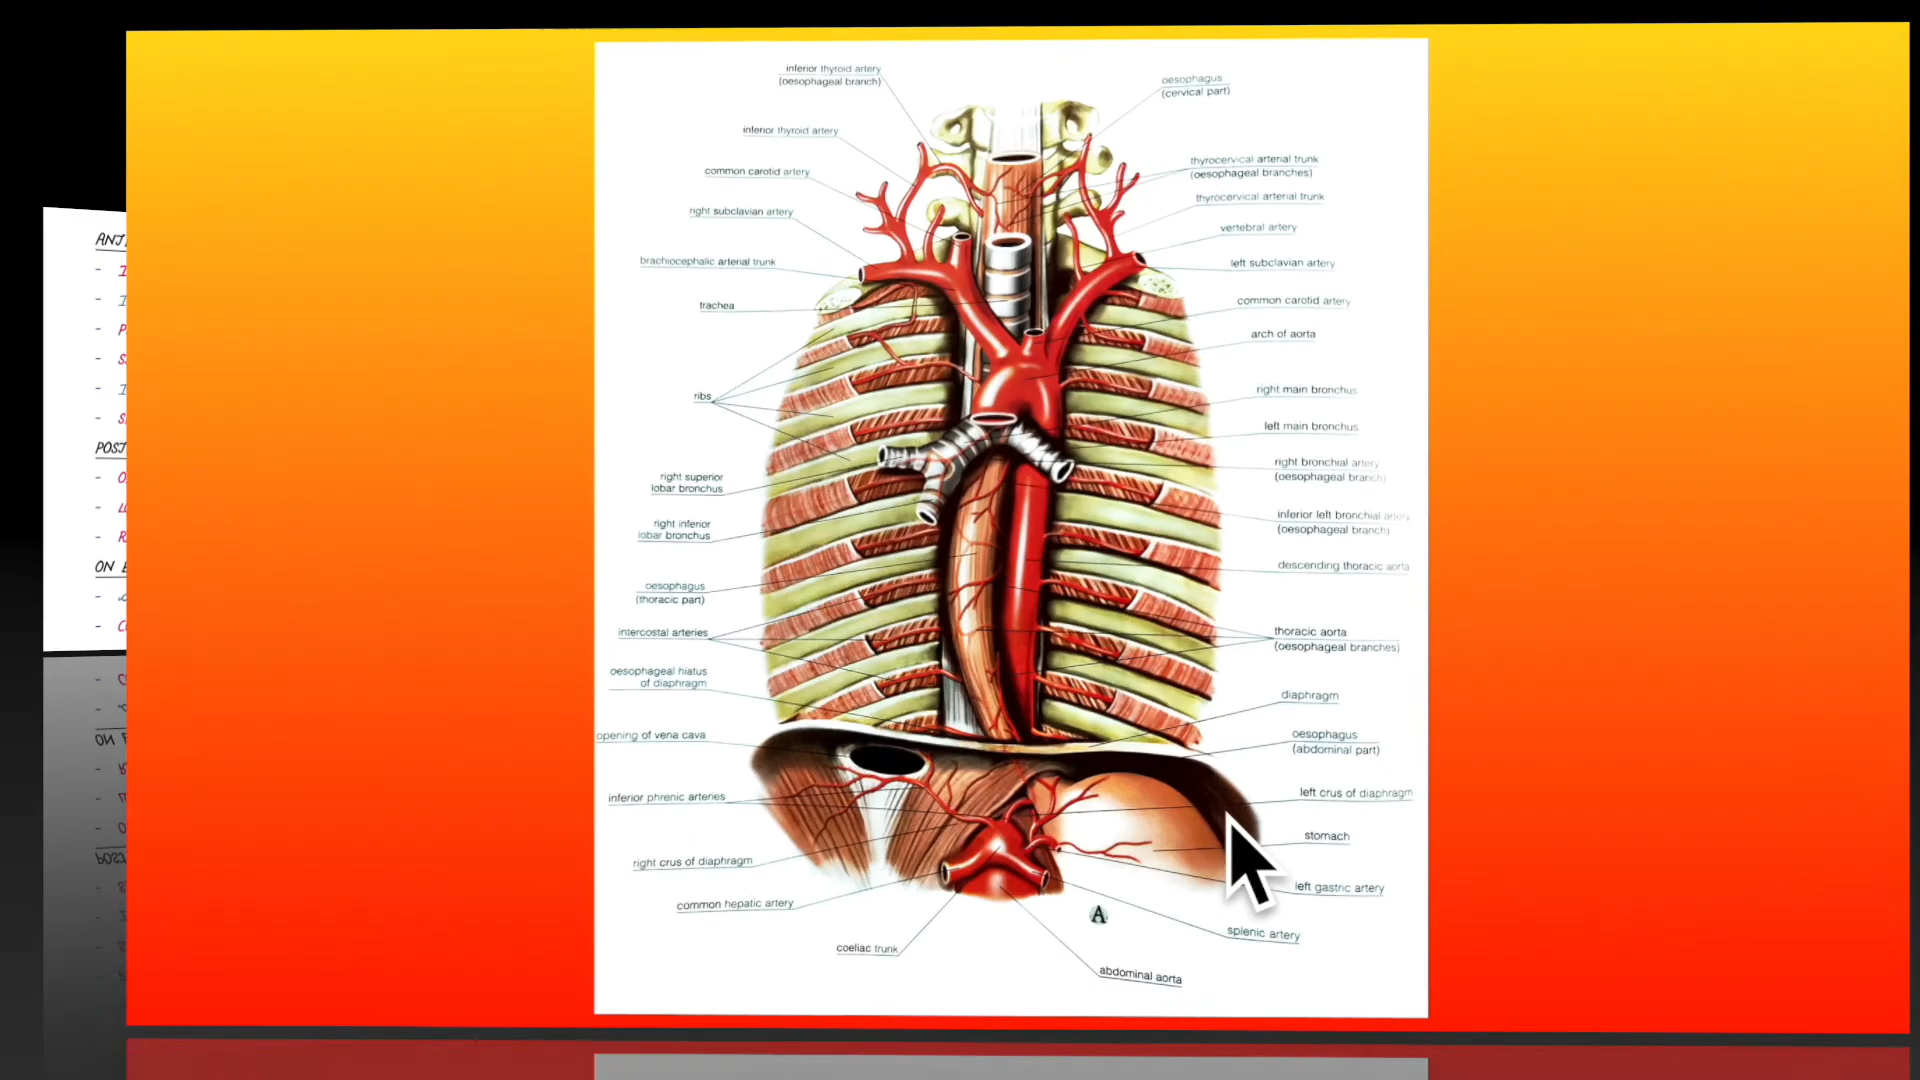 inferior thyroid artery
(oesophageal branch)
inferior thyroid artery
common carotid artery
right subclavian artery
brachiocephalic arterial trunk
trachea
ribs
right superior
lobar bronchus
right inferior
lobar bronchus
oesophagus
(thoracic part)
intercostal arteries
oesophageal hiatus
of diaphragm
opening of vena cava
inferior phrenic arteries
right crus of diaphragm
common hepatic artery
coeliac trunk
oesophagus
(cervical part)
thyrocervical arterial trunk
(oesophageal branches)
thyrocervical arterial trunk
vertebral artery
left subclavian artery
common carotid artery
arch of aorta
right main bronchus
left main bronchus
right bronchial artery
(oesophageal branch)
inferior left bronchial artery
(oesophageal branch)
descending thoracic aorta
thoracic aorta
(oesophageal branches)
diaphragm
oesophagus
(abdominal part)
left crus of diaphragm
stomach
left gastric artery
splenic artery
abdominal aorta
A
ON